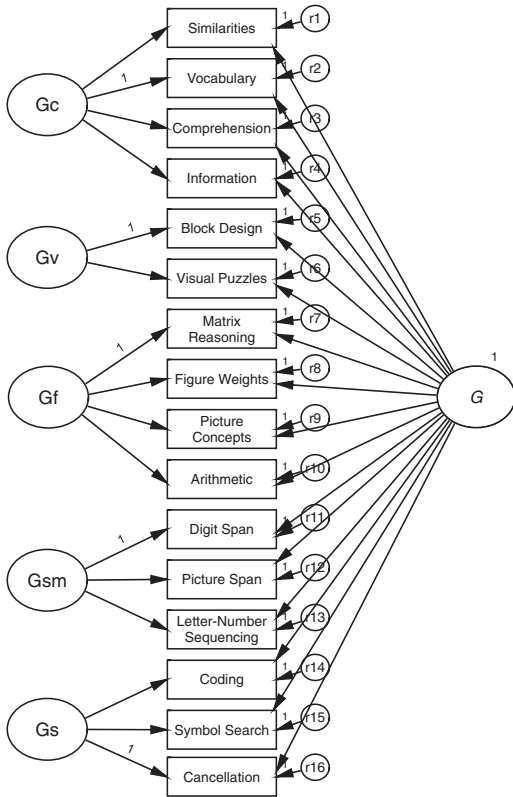 Similarities
1
r1
1
Vocabulary
1
r2
Gc
Comprehension
1
r3
Information
1
r4
1
Block Design
1
r5
Gv
Visual Puzzles
1
r6
1
Matrix
Reasoning
1
r7
1
Figure Weights
1
r8
Gf
G
Picture
Concepts
1
r9
Arithmetic
1
r10
1
Digit Span
1
r11
Gsm
Picture Span
1
r12
Letter-Number
Sequencing
1
r13
Coding
1
r14
Gs
Symbol Search
1
r15
1
Cancellation
1
r16